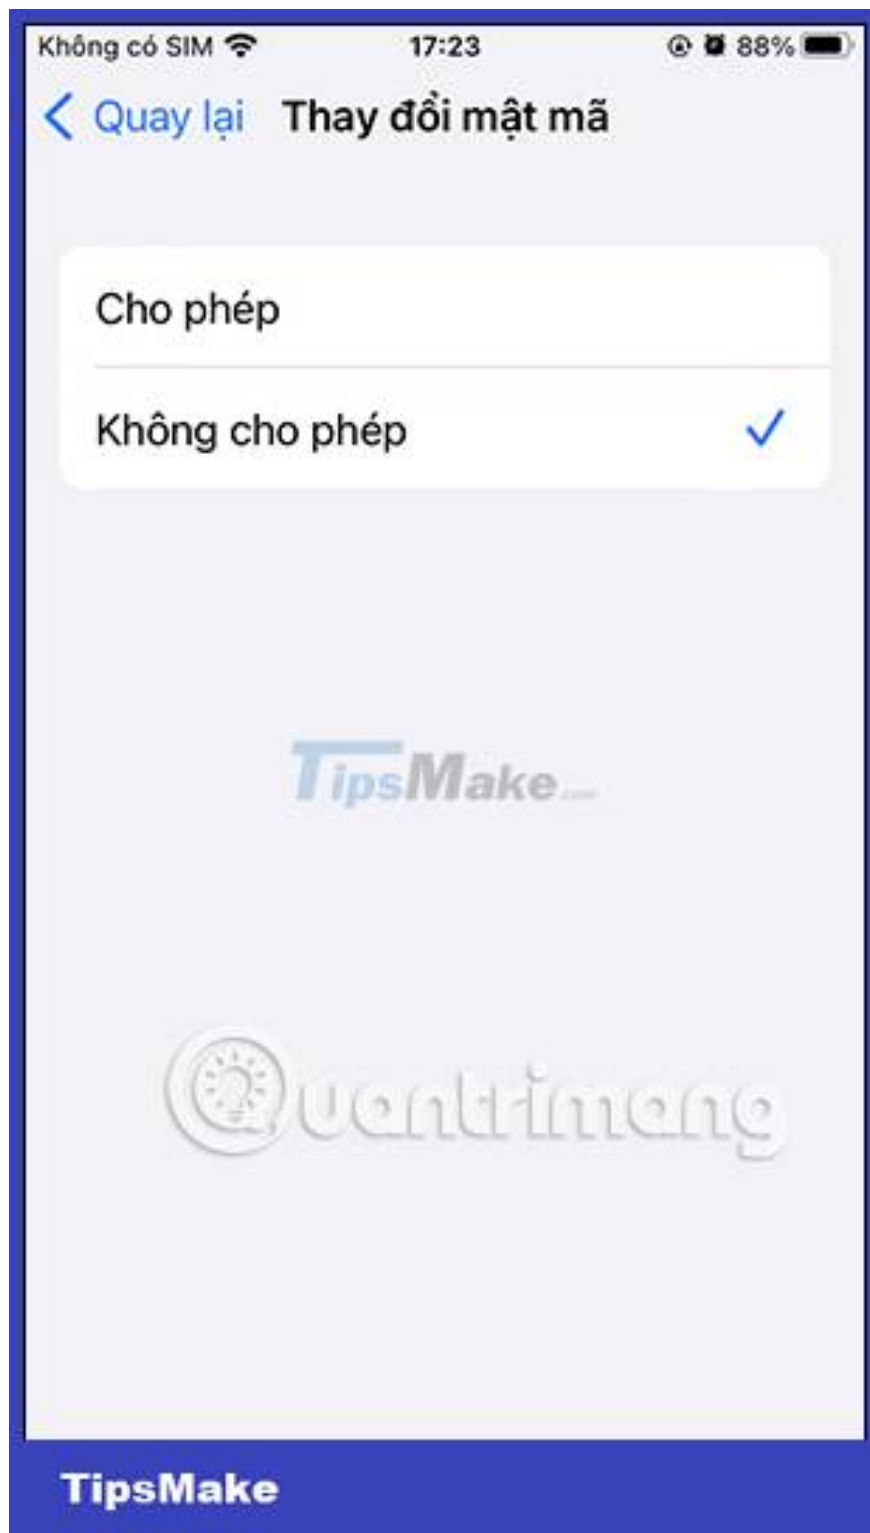 Không có SIM 17:23 88%
Quay lại Thay đổi mật mã
Cho phép
Không cho phép
TipsMake.com
Quantrimang
TipsMake